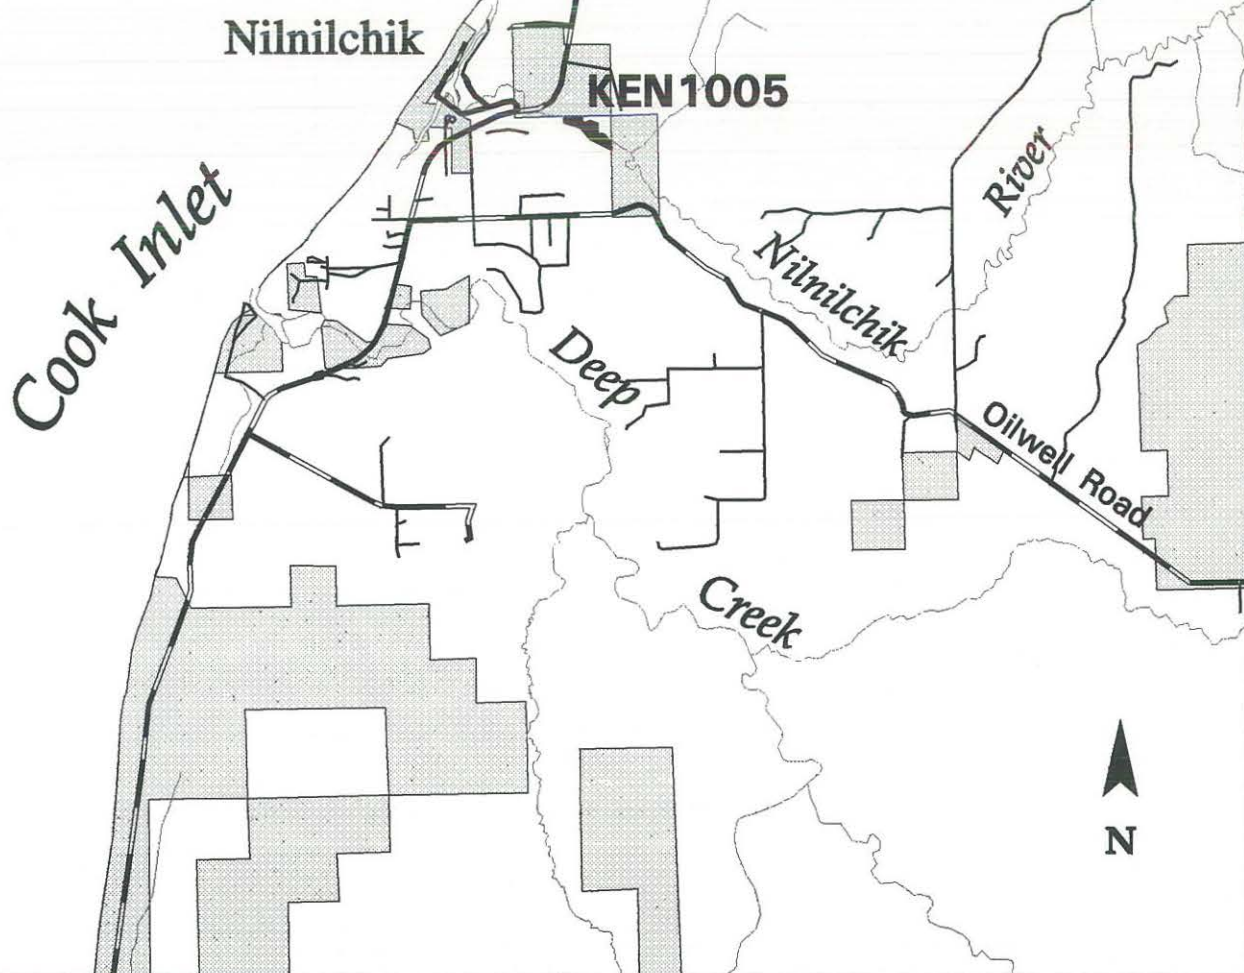 Nilnilchik
KEN1005
Cook Inlet
River
Nilnilchik
Deep
Oilwell Road
Creek
N